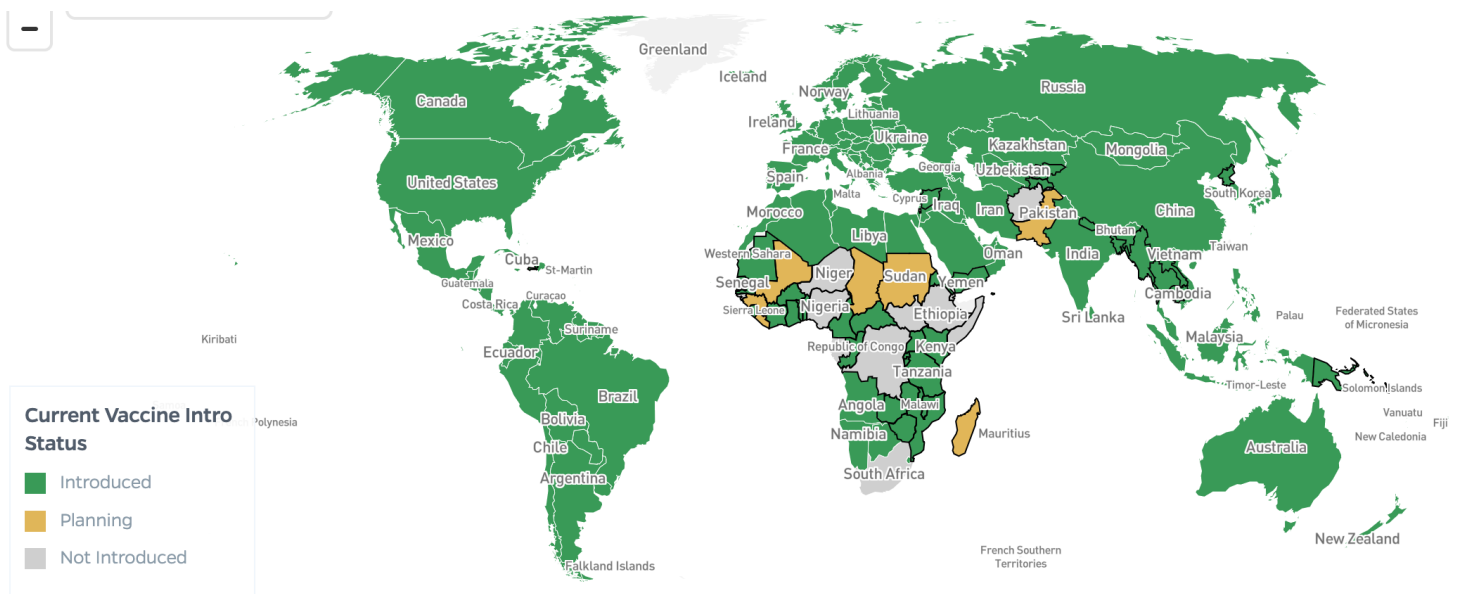 −
Greenland
Iceland
Canada
Norway
Russia
Ireland
Lithuania
Ukraine
France
Kazakhstan
Mongolia
United States
Spain
Albania
Georgia
Uzbekistan
Malta
Cyprus
Iraq
Iran
Pakistan
China
South Korea
Morocco
Mexico
Libya
Bhutan
Taiwan
Western Sahara
Oman
India
Vietnam
Cuba
St-Martin
Niger
Sudan
Yemen
Guatemala
Senegal
Cambodia
Costa Rica
Curaçao
Sierra Leone
Nigeria
Ethiopia
Sri Lanka
Palau
Federated States
of Micronesia
Suriname
Kiribati
Malaysia
Ecuador
Republic of Congo
Kenya
Tanzania
Timor-Leste
Solomon Islands
Brazil
Angola
Malawi
Vanuatu
Bolivia
Polynesia
Fiji
Namibia
Mauritius
New Caledonia
Chile
Australia
Argentina
South Africa
New Zealand
French Southern
Territories
Falkland Islands
Current Vaccine Intro
Status
Introduced
Planning
Not Introduced